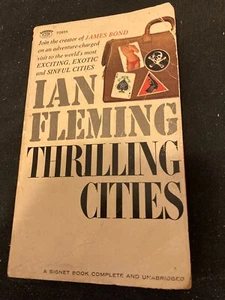 Join the creator of JAMES BOND
on an adventure-charged
visit to the world's most
EXCITING, EXOTIC
and SINFUL CITIES
IAN
FLEMING
THRILLING
CITIES
A SIGNET BOOK COMPLETE AND UNABRIDGED